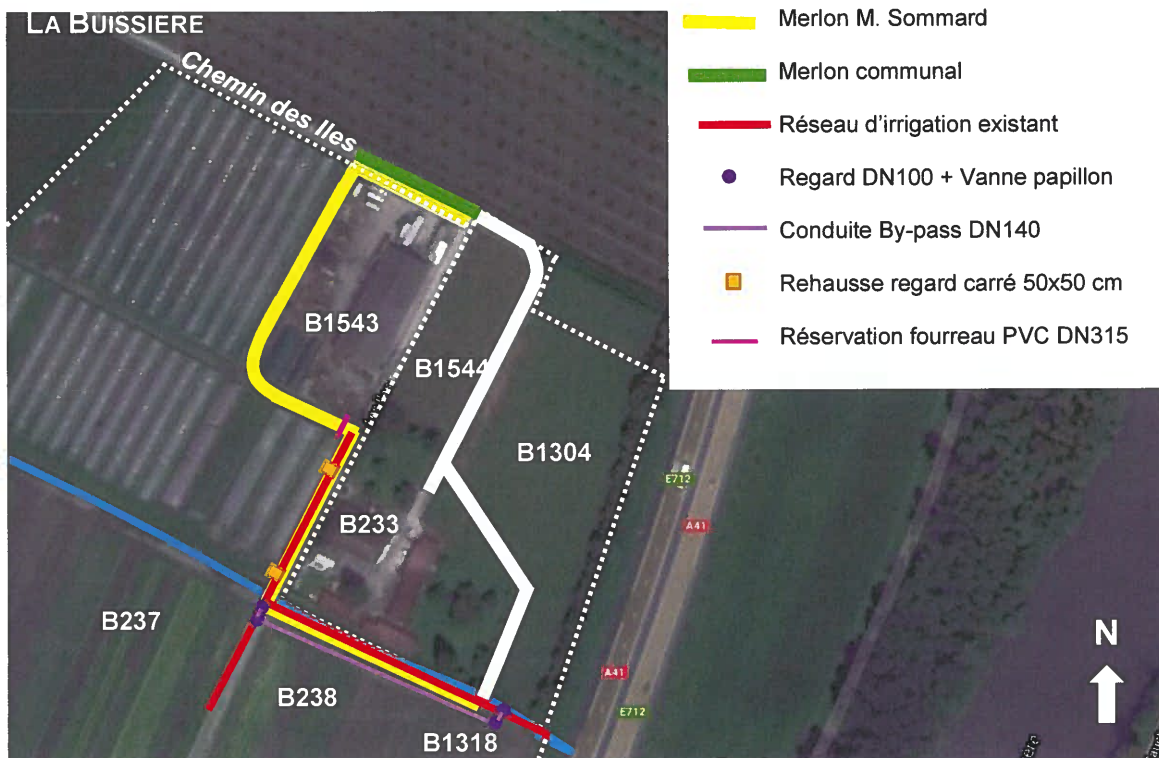 LA BUISSIERE
Chemin des Iles
Merlon M. Sommard
Merlon communal
Réseau d'irrigation existant
Regard DN100 + Vanne papillon
Conduite By-pass DN140
Rehausse regard carré 50x50 cm
Réservation fourreau PVC DN315
B1543
B1544
B1304
E712
A41
B233
B237
B238
B1318
A41
E712
N